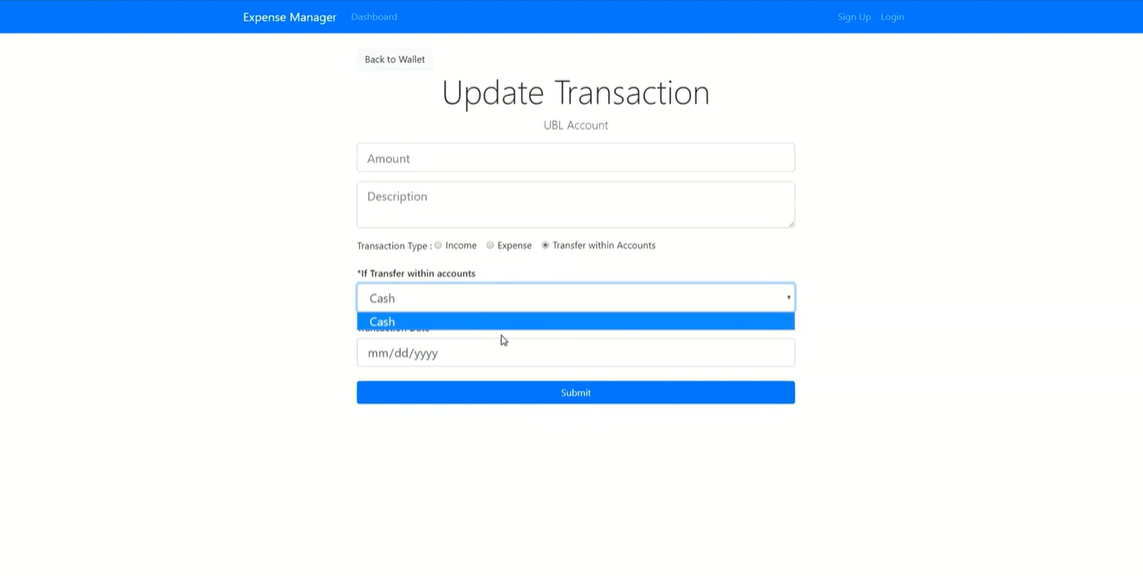 Expense Manager Dashboard Sign Up Login
Back to Wallet
Update Transaction
UBL Account
Amount
Description
Transaction Type : Income Expense Transfer within Accounts
*If Transfer within accounts
Cash
Cash
mm/dd/yyyy
Submit